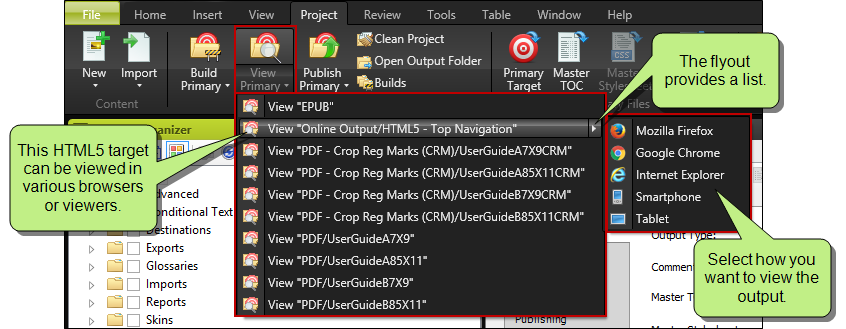 File Home Insert View Project Review Tools Table Window Help
New
Import
Content
Build
Primary
View
Primary
Publish
Primary
Clean Project
Open Output Folder
Builds
Primary
Target
Master
TOC
Master
ry Files
The flyout
provides a list.
This HTML5 target
can be viewed in
various browsers
or viewers.
View "EPUB"
View "Online Output/HTML5 - Top Navigation"
View "PDF - Crop Reg Marks (CRM)/UserGuideA7X9CRM"
View "PDF - Crop Reg Marks (CRM)/UserGuideA85X11CRM"
View "PDF - Crop Reg Marks (CRM)/UserGuideB7X9CRM"
View "PDF - Crop Reg Marks (CRM)/UserGuideB85X11CRM"
View "PDF/UserGuideA7X9"
View "PDF/UserGuideA85X11"
View "PDF/UserGuideB7X9"
View "PDF/UserGuideB85X11"
Mozilla Firefox
Google Chrome
Internet Explorer
Smartphone
Tablet
anizer
dvanced
onditional Text
Destinations
Exports
Glossaries
Imports
Reports
Skins
Output Type:
Commen
Master T
Publishing
Select how you
want to view the
output.